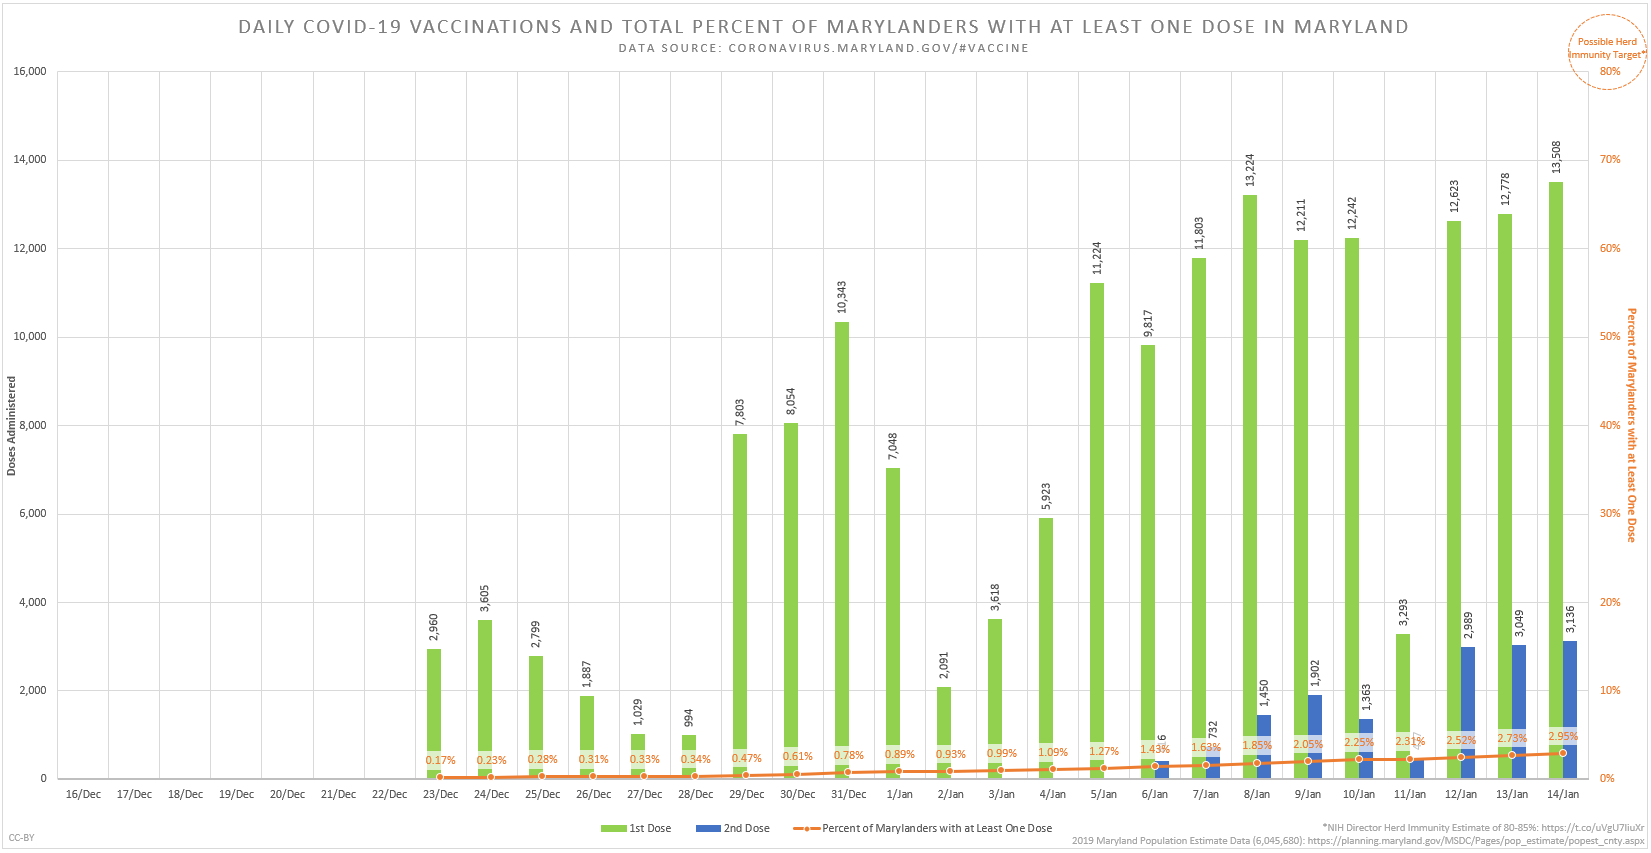 DAILY COVID-19 VACCINATIONS AND TOTAL PERCENT OF MARYLANDERS WITH AT LEAST ONE DOSE IN MARYLAND
DATA SOURCE: CORONAVIRUS.MARYLAND.GOV/#VACCINE
Possible Herd
Immunity Target*
16,000
14,000
12,000
10,000
8,000
6,000
4,000
2,000
0
Doses Administered
2,960
3,605
2,799
1,887
1,029
994
7,803
8,054
10,343
7,048
2,091
3,618
5,923
11,224
9,817
11,803
732
13,224
1,450
12,211
1,902
12,242
1,363
3,293
12,623
2,989
12,778
3,049
13,508
3,136
0.17%
0.23%
0.28%
0.31%
0.33%
0.34%
0.47%
0.61%
0.78%
0.89%
0.93%
0.99%
1.09%
1.27%
1.43%
1.63%
1.85%
2.05%
2.25%
2.31%
2.52%
2.73%
2.95%
80%
70%
60%
50%
40%
30%
20%
10%
0%
Percent of Marylanders with at Least One Dose
16/Dec
17/Dec
18/Dec
19/Dec
20/Dec
21/Dec
22/Dec
23/Dec
24/Dec
25/Dec
26/Dec
27/Dec
28/Dec
29/Dec
30/Dec
31/Dec
1/Jan
2/Jan
3/Jan
4/Jan
5/Jan
6/Jan
7/Jan
8/Jan
9/Jan
10/Jan
11/Jan
12/Jan
13/Jan
14/Jan
1st Dose
2nd Dose
Percent of Marylanders with at Least One Dose
CC-BY
*NIH Director Herd Immunity Estimate of 80-85%: https://t.co/uVgU7IiuXr
2019 Maryland Population Estimate Data (6,045,680): https://planning.maryland.gov/MSDC/Pages/pop_estimate/popest_cnty.aspx